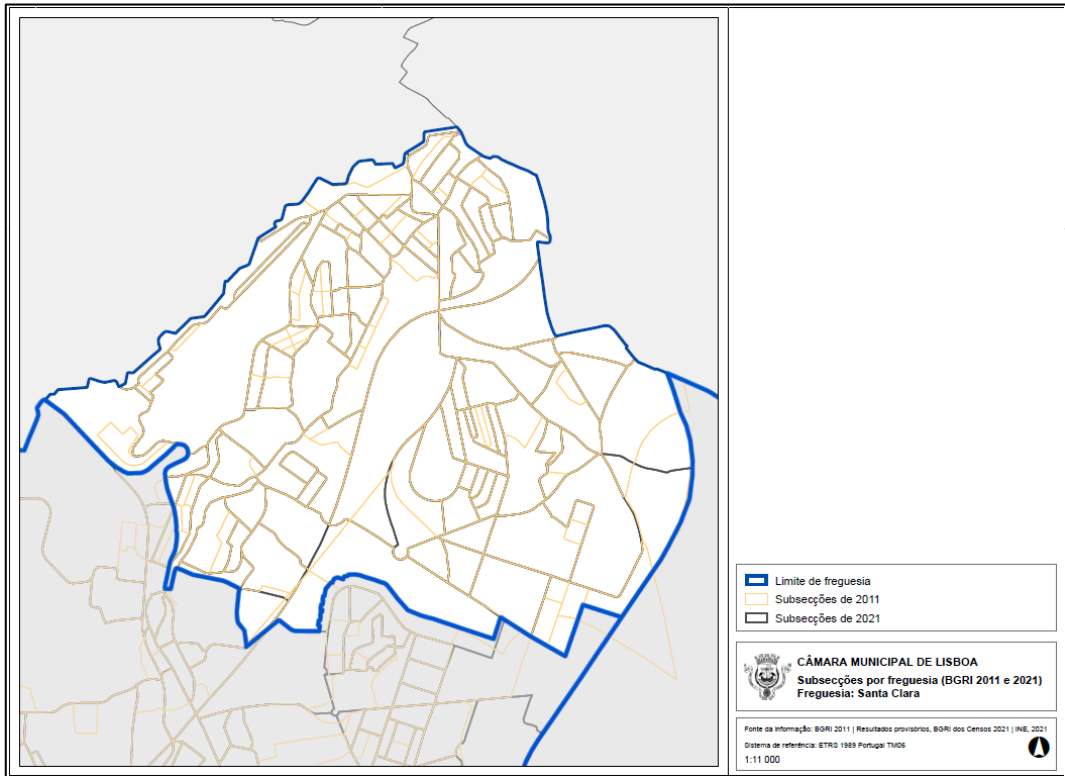 Limite de freguesia
Subsecções de 2011
Subsecções de 2021
CÂMARA MUNICIPAL DE LISBOA
Subsecções por freguesia (BGRI 2011 e 2021)
Freguesia: Santa Clara
Fonte da Informação: BGRI 2011 | Resultados provisórios, BGRI dos Censos 2021 | INE, 2021
Sistema de referência: ETRS 1989 Portugal TM06
1:11 000